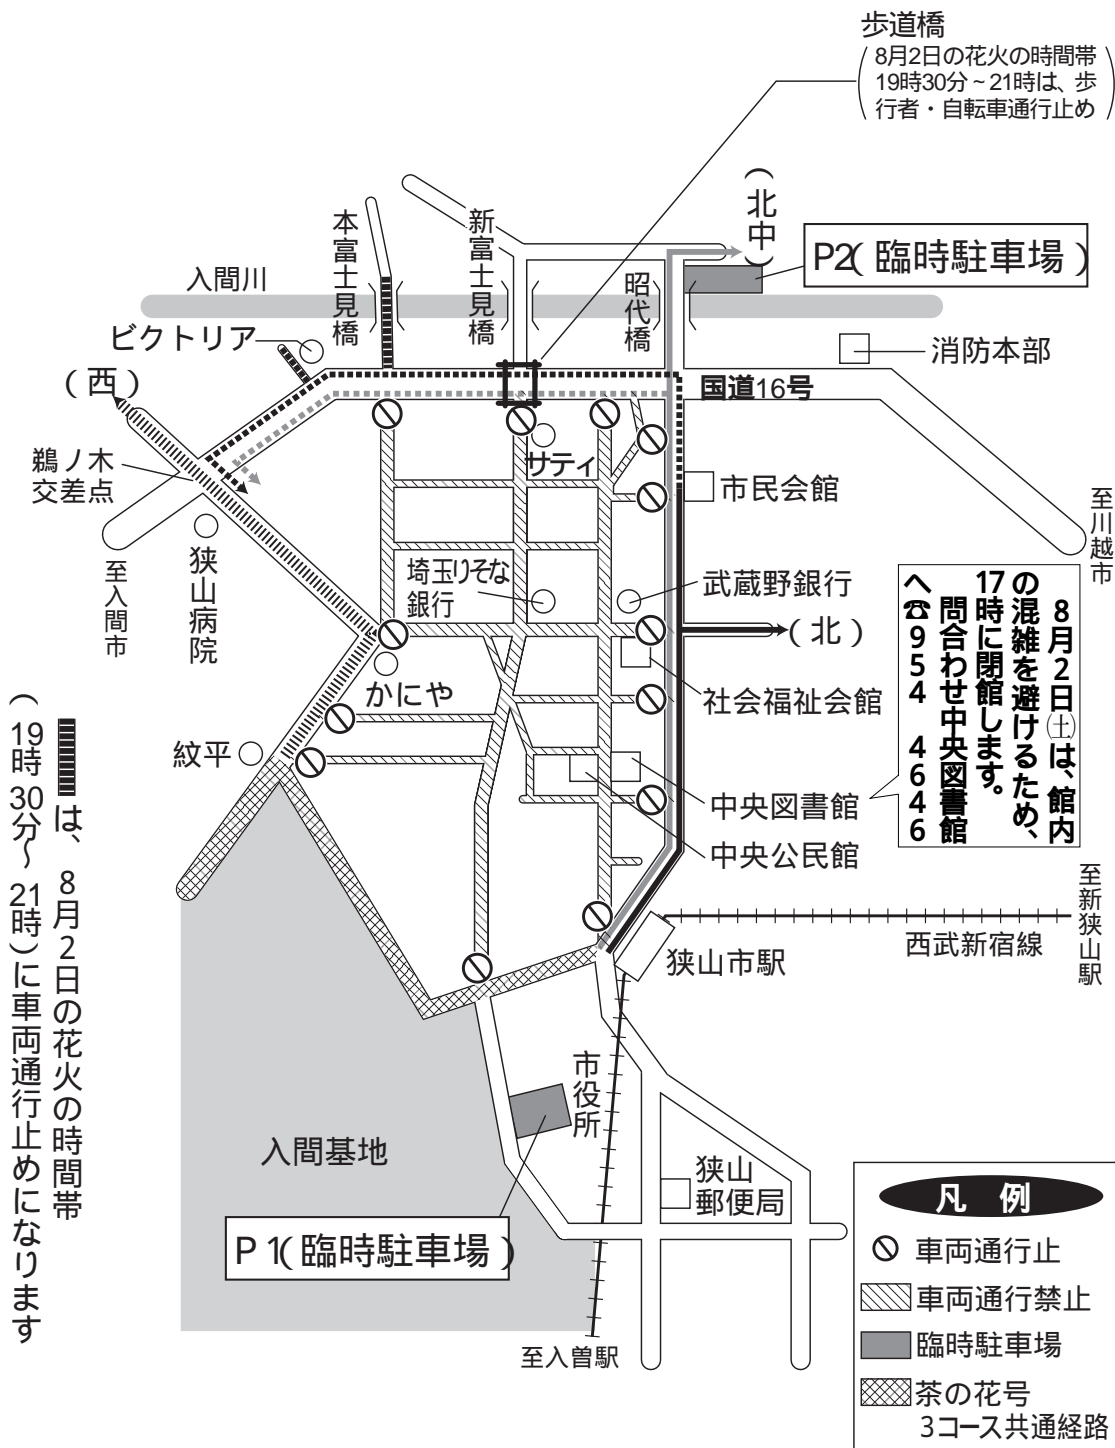 歩道橋
8月2日の花火の時間帯
19時30分~21時は、歩
行者・自転車通行止め
(北中)
P2(臨時駐車場)
本富士見橋
新富士見橋
昭代橋
入間川
ビクトリア
消防本部
(西)
国道16号
鵜ノ木
交差点
サティ
市民会館
至川越市
狭山病院
至入間市
埼玉りそな
銀行
武蔵野銀行
(北)
8月2日(土)は、館内
の混雑を避けるため、
17時に閉館します。
問合わせ中央図書館
へ☎954 4646
かにや
社会福祉会館
紋平
中央図書館
中央公民館
至新狭山駅
西武新宿線
狭山市駅
は、8月2日の花火の時間帯
(19時30分~21時)に車両通行止めになります
市役所
入間基地
狭山
郵便局
P1(臨時駐車場)
至入曽駅
凡 例
車両通行止
車両通行禁止
臨時駐車場
茶の花号
3コース共通経路